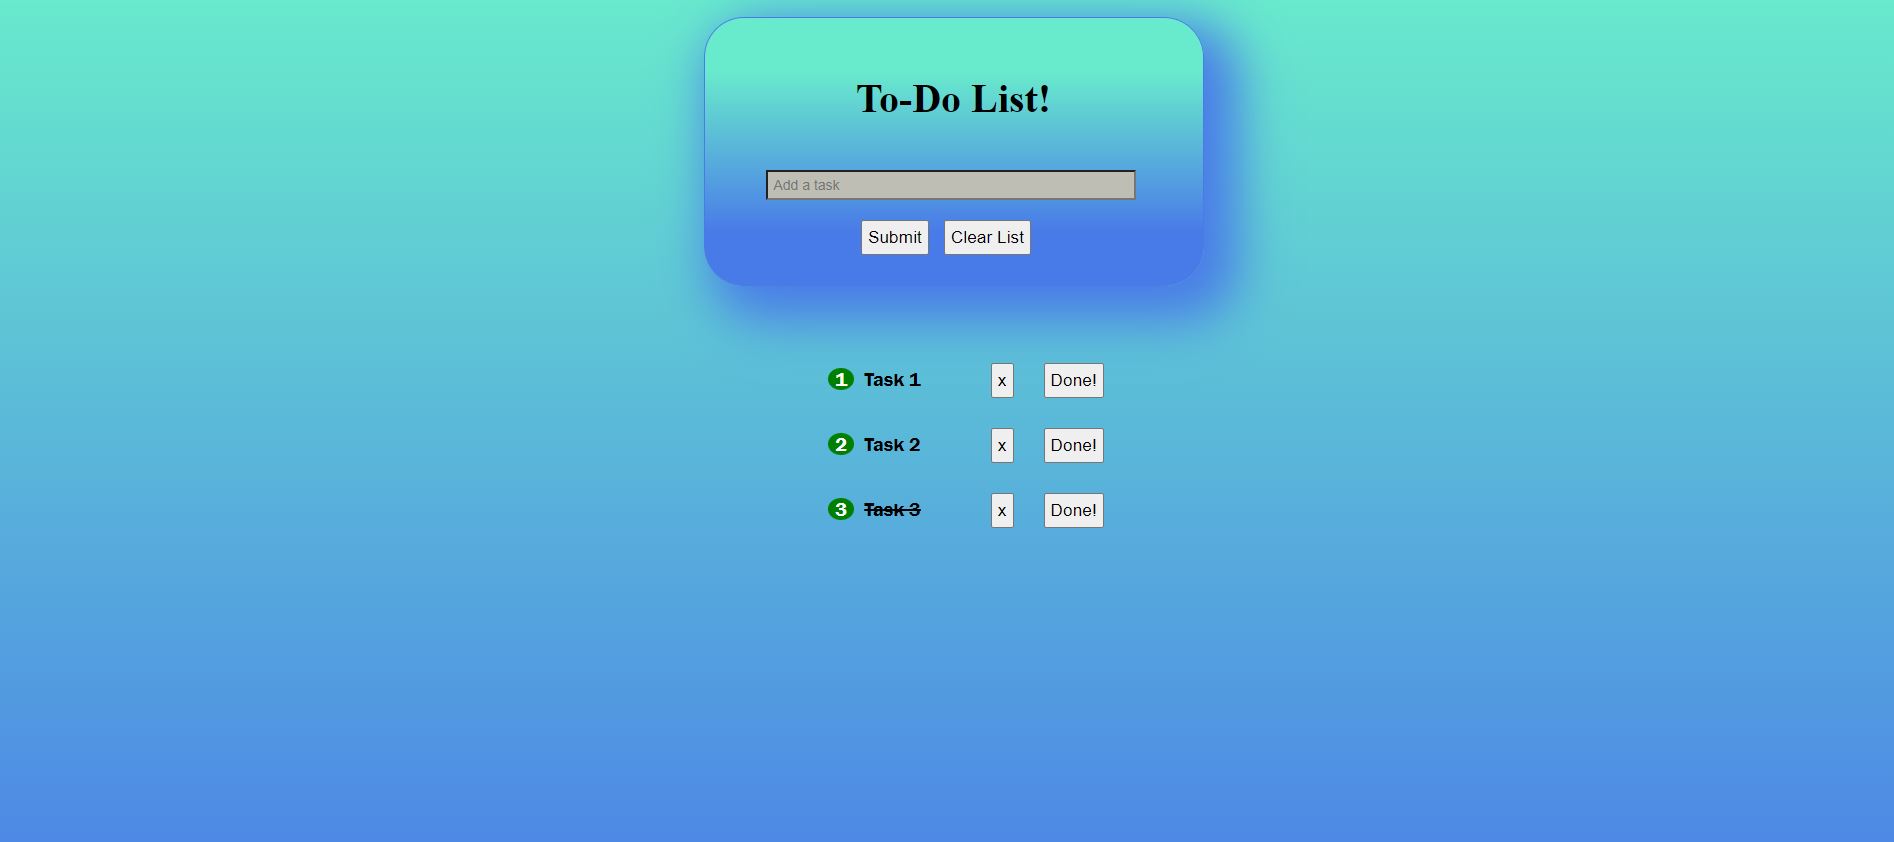 To-Do List!
Add a task
Submit Clear List
1 Task 1 x Done!
2 Task 2 x Done!
3 Task 3 x Done!